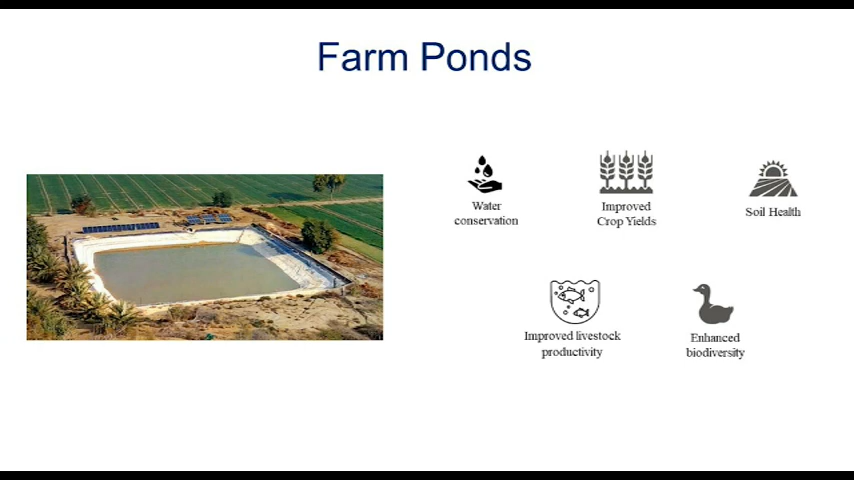 Farm Ponds
Water
conservation
Improved
Crop Yields
Soil Health
Improved livestock
productivity
Enhanced
biodiversity